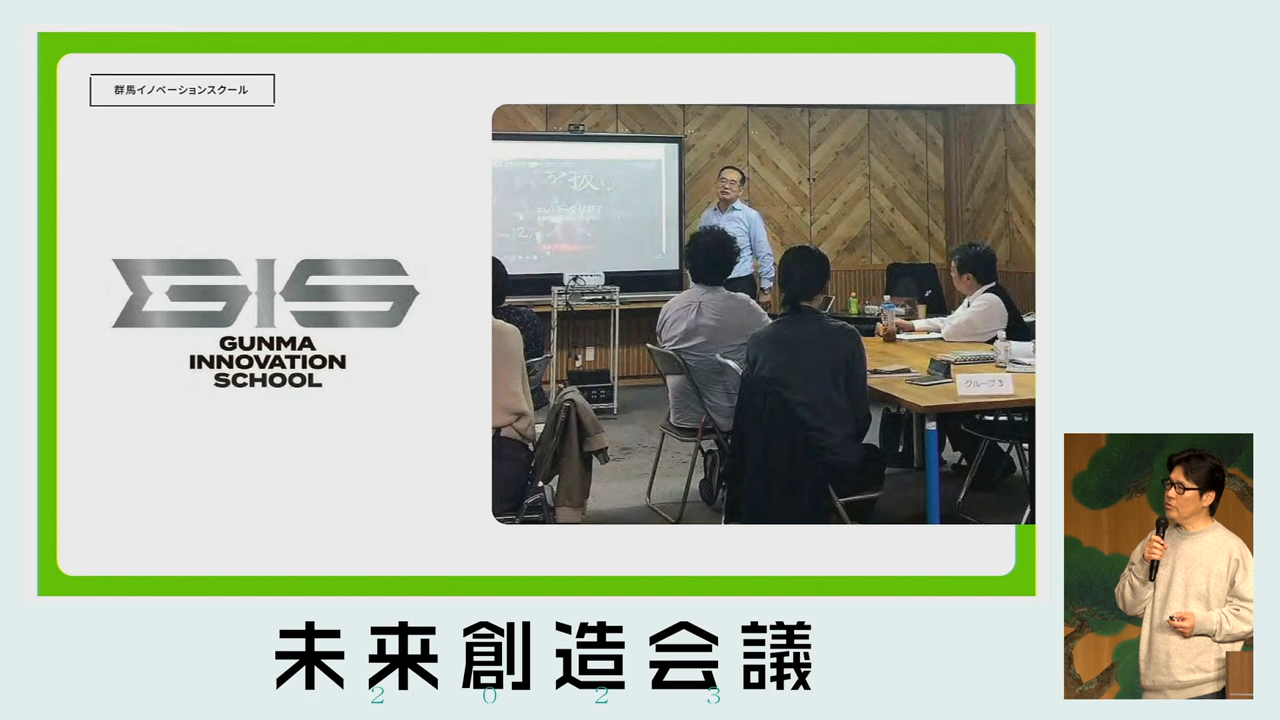 群馬イノベーションスクール
GIS
GUNMA
INNOVATION
SCHOOL
グループ 3
未来創造会議
2023